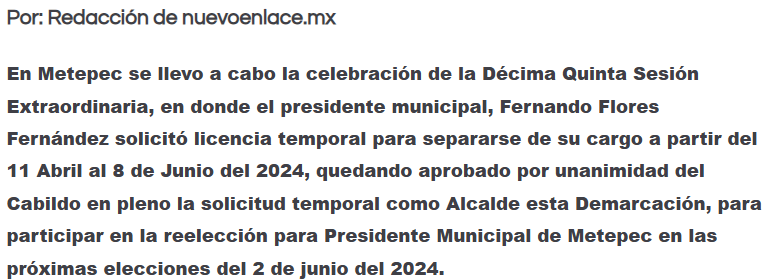 Por: Redacción de nuevoenlace.mx
En Metepec se llevo a cabo la celebración de la Décima Quinta Sesión
Extraordinaria, en donde el presidente municipal, Fernando Flores
Fernández solicitó licencia temporal para separarse de su cargo a partir del
11 Abril al 8 de Junio del 2024, quedando aprobado por unanimidad del
Cabildo en pleno la solicitud temporal como Alcalde esta Demarcación, para
participar en la reelección para Presidente Municipal de Metepec en las
próximas elecciones del 2 de junio del 2024.